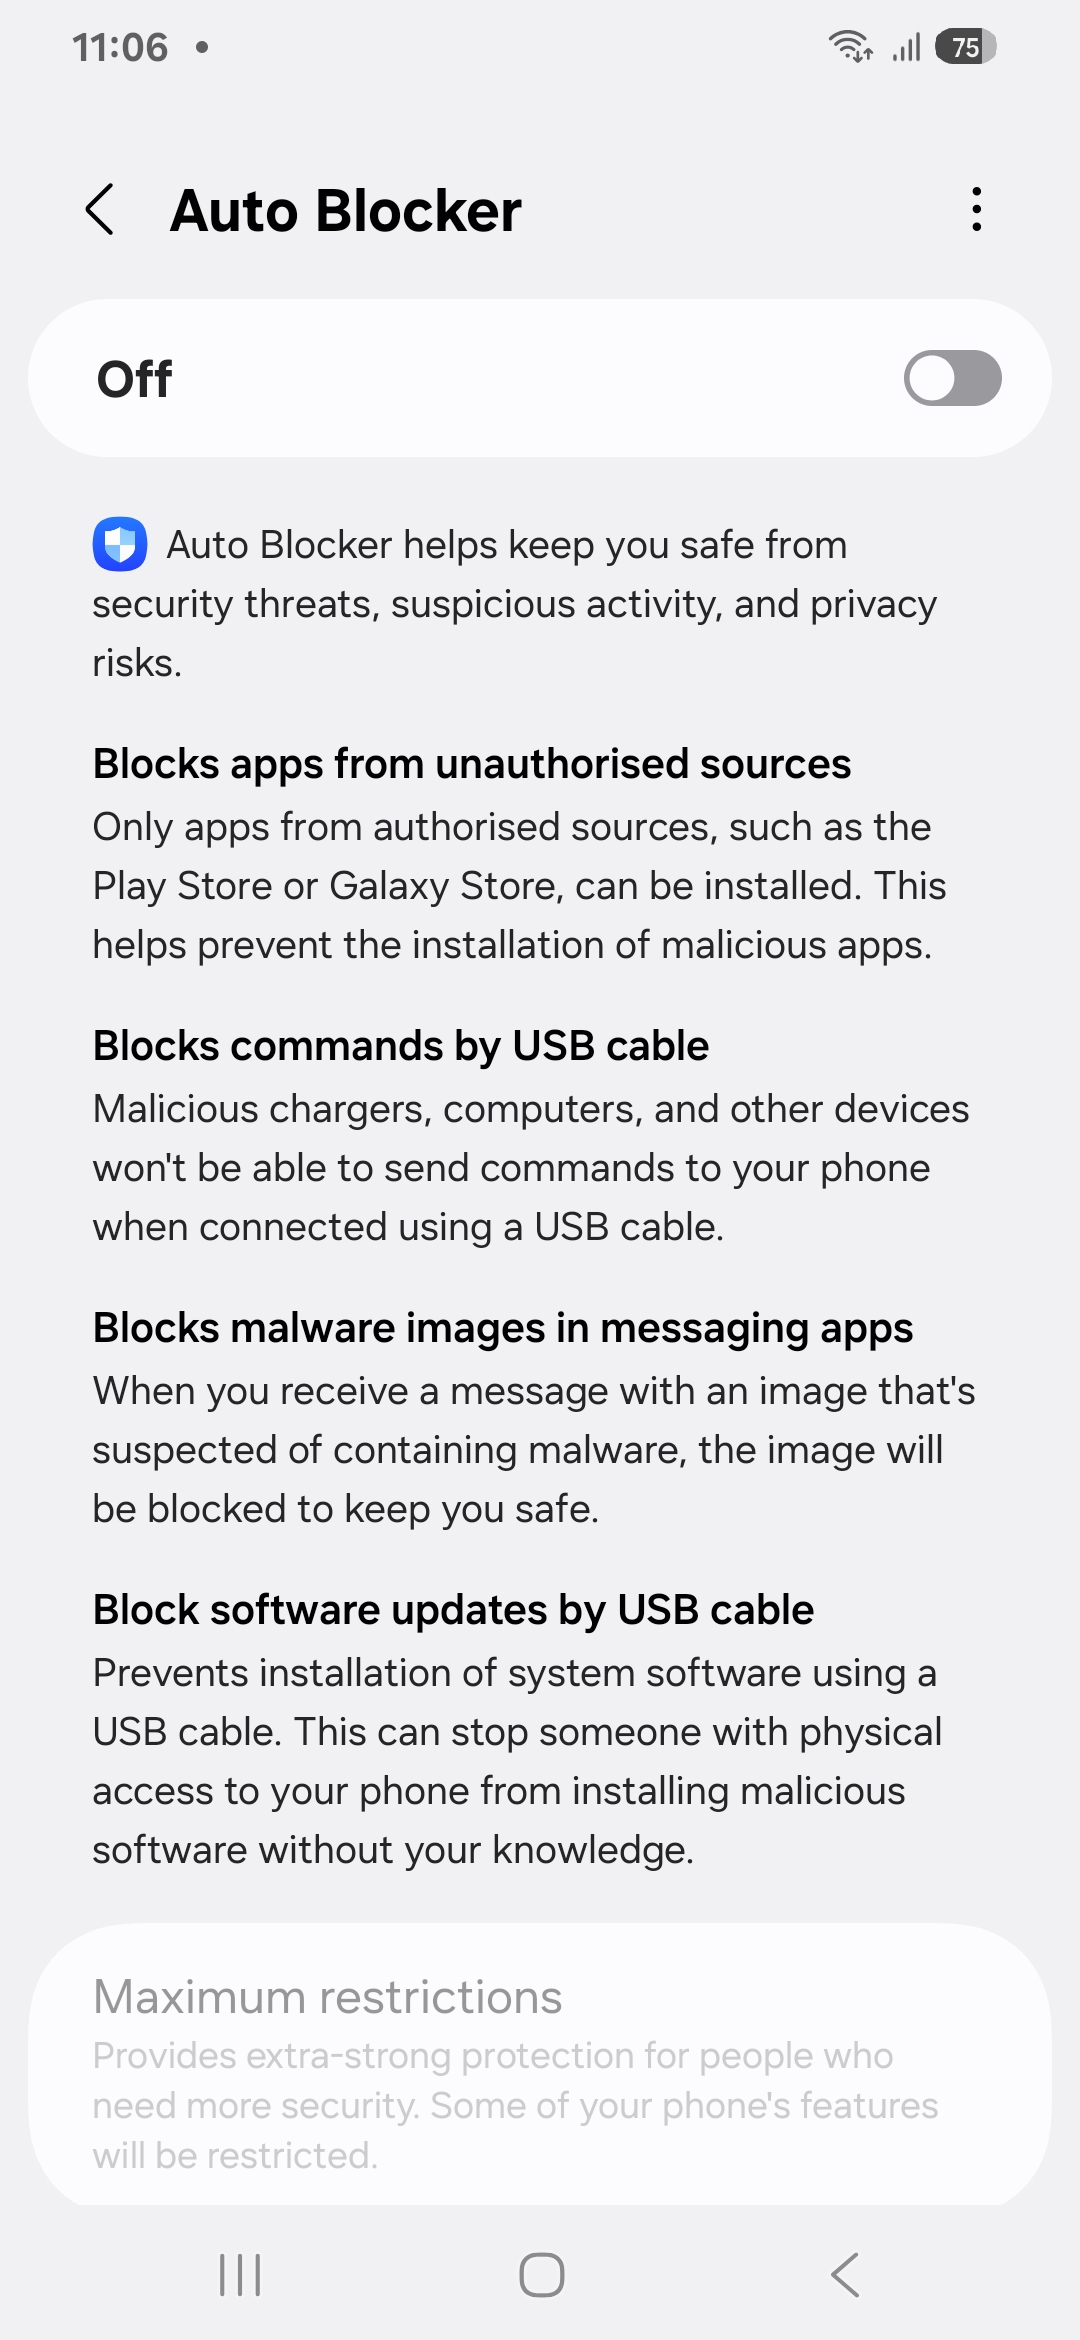 11:06
75
Auto Blocker
Off
Auto Blocker helps keep you safe from
security threats, suspicious activity, and privacy
risks.
Blocks apps from unauthorised sources
Only apps from authorised sources, such as the
Play Store or Galaxy Store, can be installed. This
helps prevent the installation of malicious apps.
Blocks commands by USB cable
Malicious chargers, computers, and other devices
won't be able to send commands to your phone
when connected using a USB cable.
Blocks malware images in messaging apps
When you receive a message with an image that's
suspected of containing malware, the image will
be blocked to keep you safe.
Block software updates by USB cable
Prevents installation of system software using a
USB cable. This can stop someone with physical
access to your phone from installing malicious
software without your knowledge.
Maximum restrictions
Provides extra-strong protection for people who
need more security. Some of your phone's features
will be restricted.